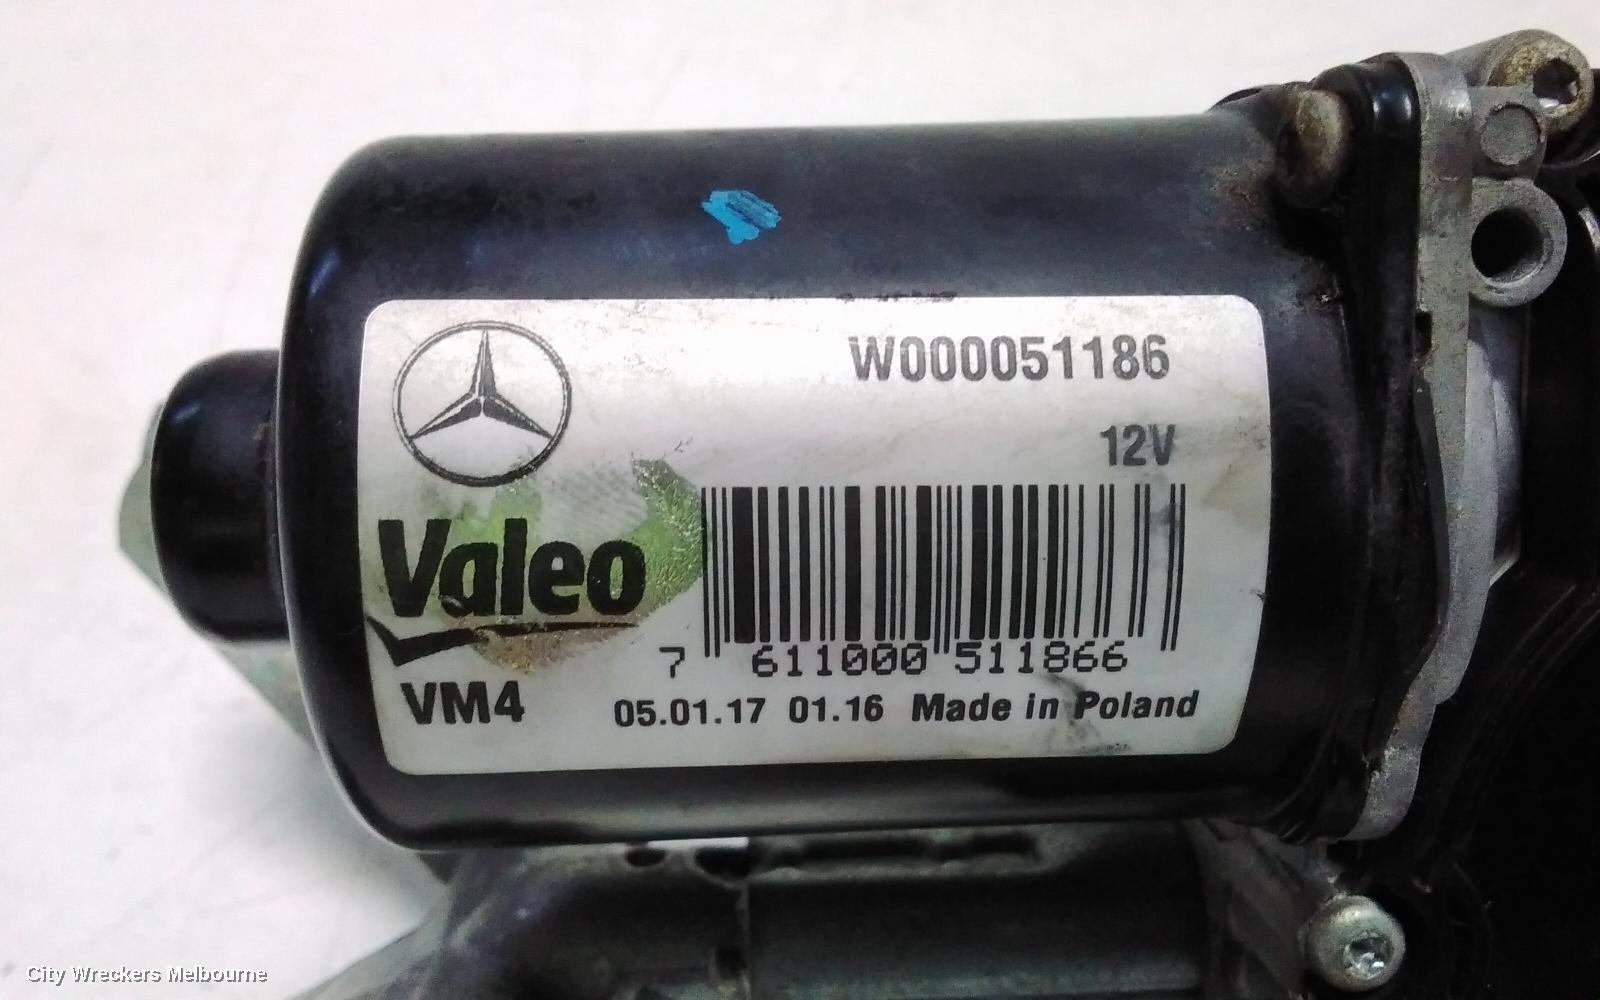 W000051186
12V
Valeo
7 611000 511866
VM4
05.01.17 01.16 Made in Poland
City Wreckers Melbourne